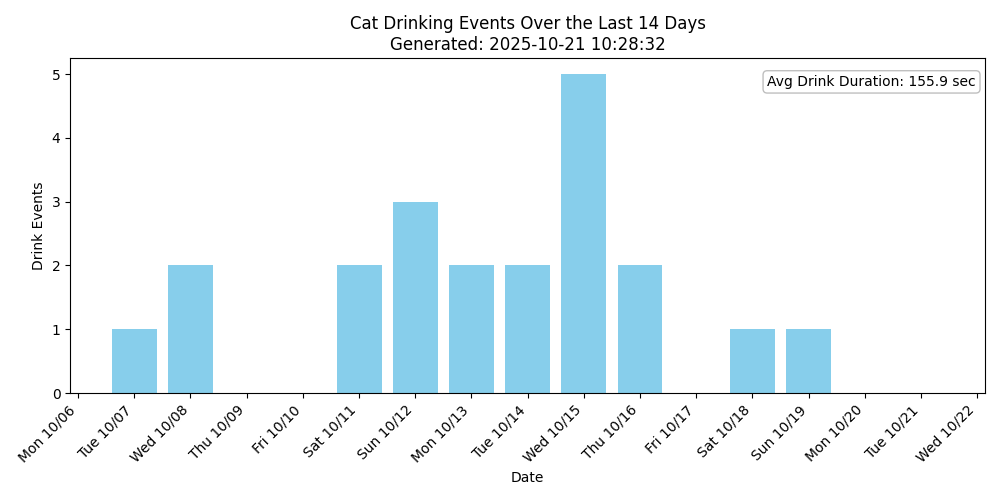 Cat Drinking Events Over the Last 14 Days
Generated: 2025-10-21 10:28:32
Avg Drink Duration: 155.9 sec
Drink Events
5
4
3
2
1
0
Mon 10/06
Tue 10/07
Wed 10/08
Thu 10/09
Fri 10/10
Sat 10/11
Sun 10/12
Mon 10/13
Tue 10/14
Wed 10/15
Thu 10/16
Fri 10/17
Sat 10/18
Sun 10/19
Mon 10/20
Tue 10/21
Wed 10/22
Date